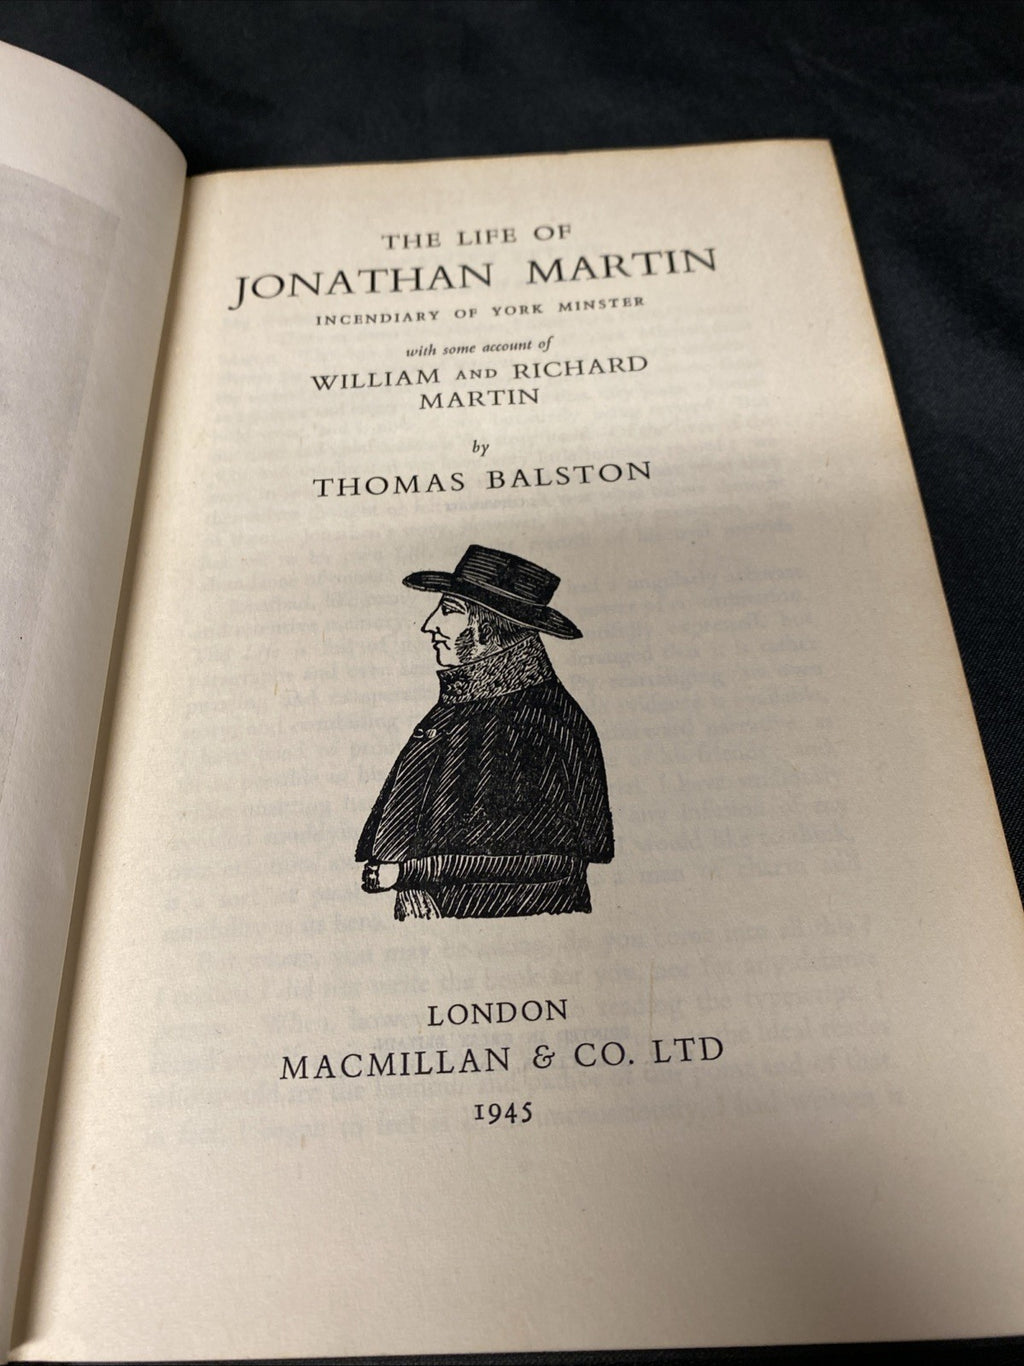 THE LIFE OF
JONATHAN MARTIN
INCENDIARY OF YORK MINSTER
with some account of
WILLIAM AND RICHARD
MARTIN
by
THOMAS BALSTON
LONDON
MACMILLAN & CO. LTD
1945